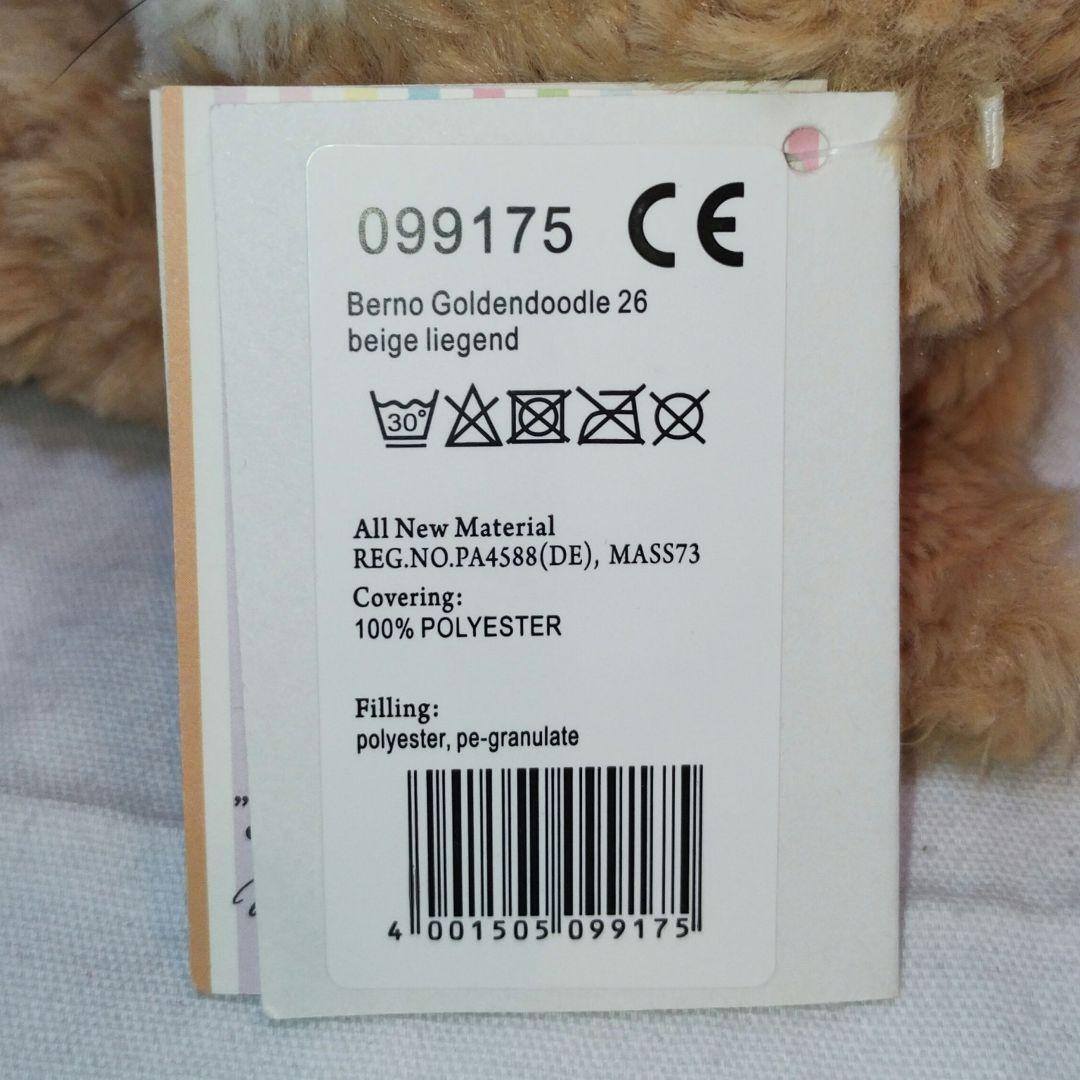 099175 CE
Berno Goldendoodle 26
beige liegend
30°
All New Material
REG.NO.PA4588(DE), MASS73
Covering:
100% POLYESTER
Filling:
polyester, pe-granulate
4 001505 099175